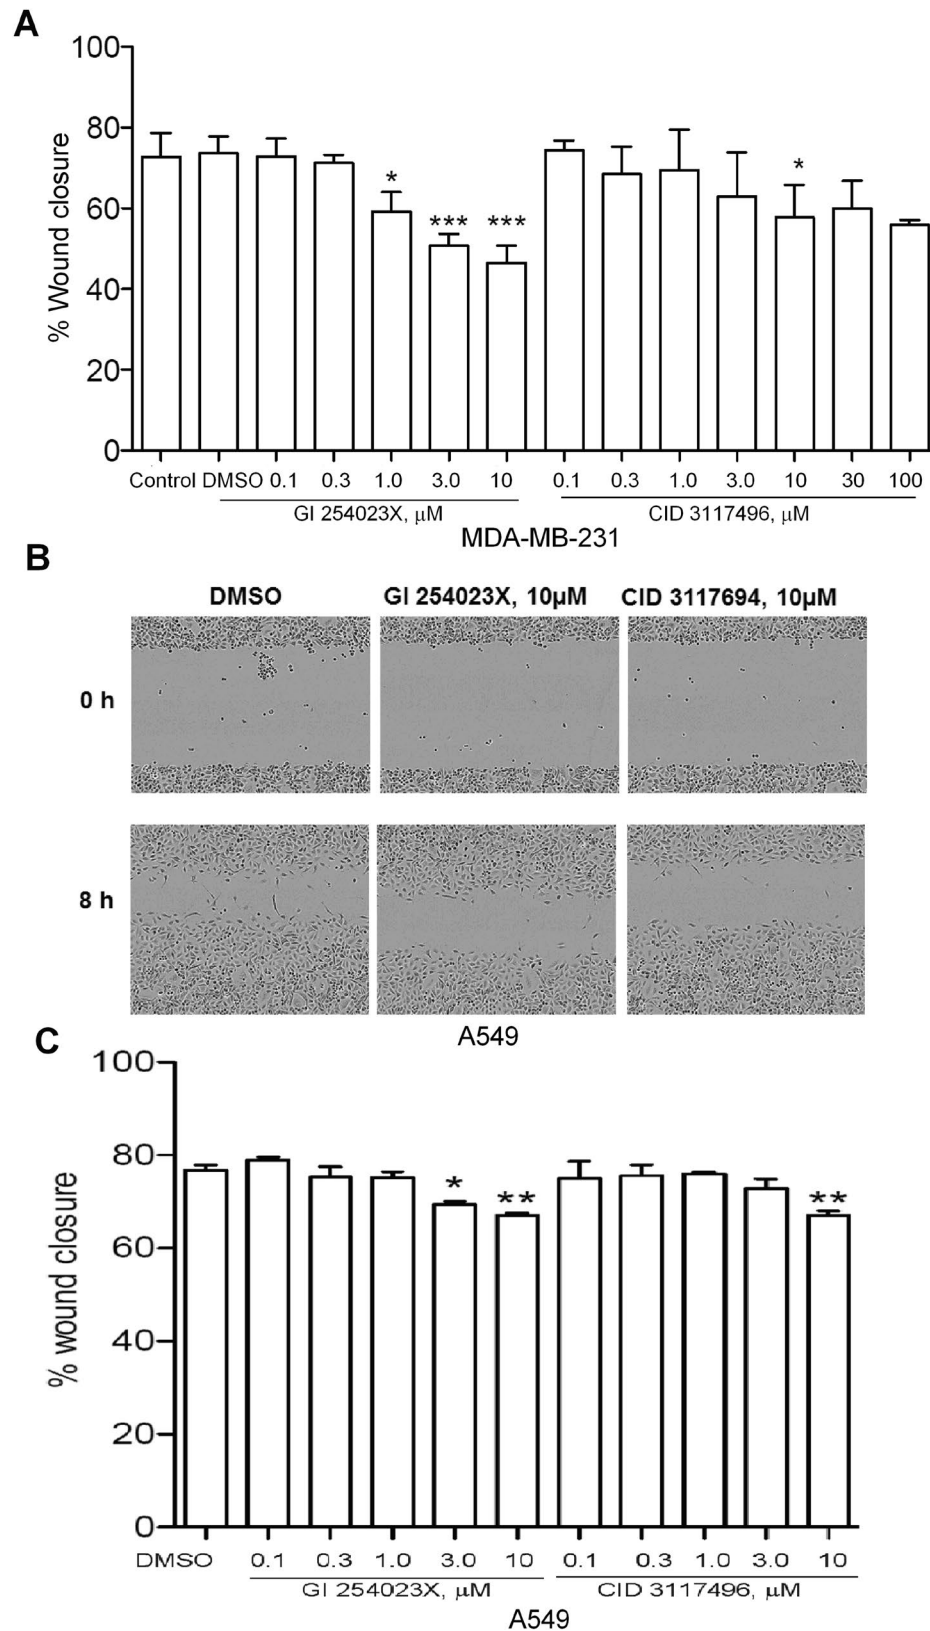 A
100
80
60
40
20
0
% Wound closure
*
***
***
*
Control DMSO 0.1 0.3 1.0 3.0 10 0.1 0.3 1.0 3.0 10 30 100
GI 254023X, µM CID 3117496, µM
MDA-MB-231
B
DMSO GI 254023X, 10µM CID 3117694, 10µM
0 h
8 h
A549
C
100
80
60
40
20
0
% wound closure
*
**
**
DMSO 0.1 0.3 1.0 3.0 10 0.1 0.3 1.0 3.0 10
GI 254023X, µM CID 3117496, µM
A549